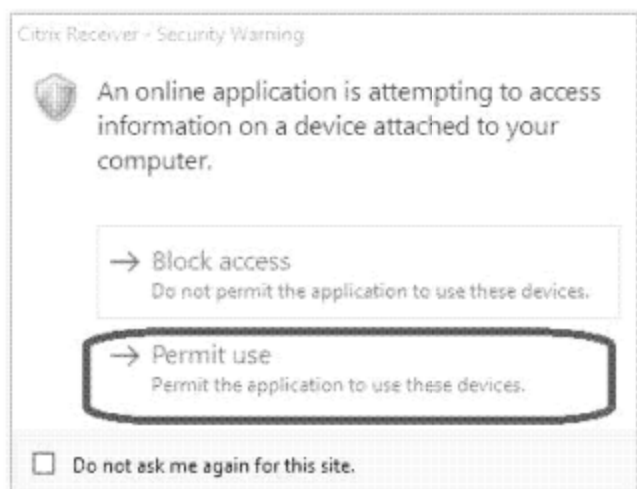 Citrix Receiver - Security Warning
An online application is attempting to access
information on a device attached to your
computer.
→ Block access
Do not permit the application to use these devices.
→ Permit use
Permit the application to use these devices.
Do not ask me again for this site.